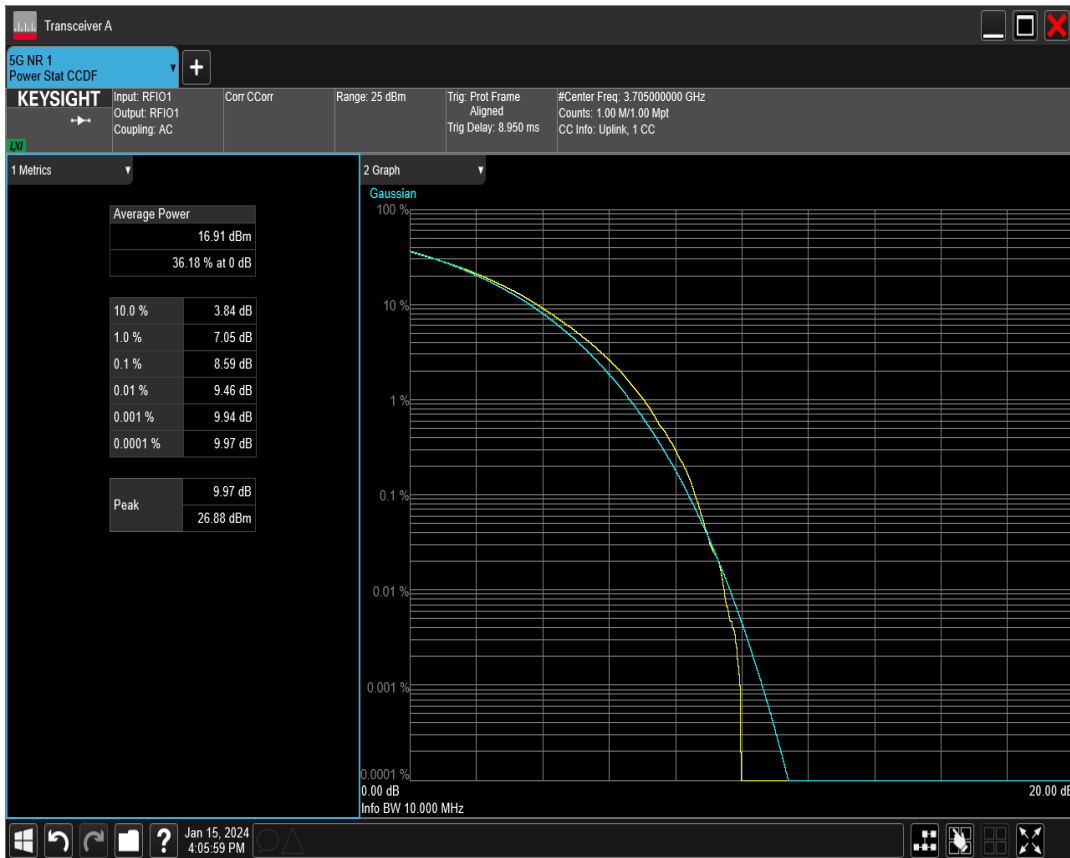 Transceiver A
5G NR 1
Power Stat CCDF
KEYSIGHT
LXI
Input: RFIO1
Output: RFIO1
Coupling: AC
Corr CCorr
Range: 25 dBm
Trig: Prot Frame
Aligned
Trig Delay: 8.950 ms
#Center Freq: 3.705000000 GHz
Counts: 1.00 M/1.00 Mpt
CC Info: Uplink, 1 CC
1 Metrics
Average Power
16.91 dBm
36.18 % at 0 dB
10.0 % 3.84 dB
1.0 % 7.05 dB
0.1 % 8.59 dB
0.01 % 9.46 dB
0.001 % 9.94 dB
0.0001 % 9.97 dB
Peak
9.97 dB
26.88 dBm
2 Graph
Gaussian
100 %
10 %
1 %
0.1 %
0.01 %
0.001 %
0.0001 %
0.00 dB
20.00 dB
Info BW 10.000 MHz
?
Jan 15, 2024
4:05:59 PM